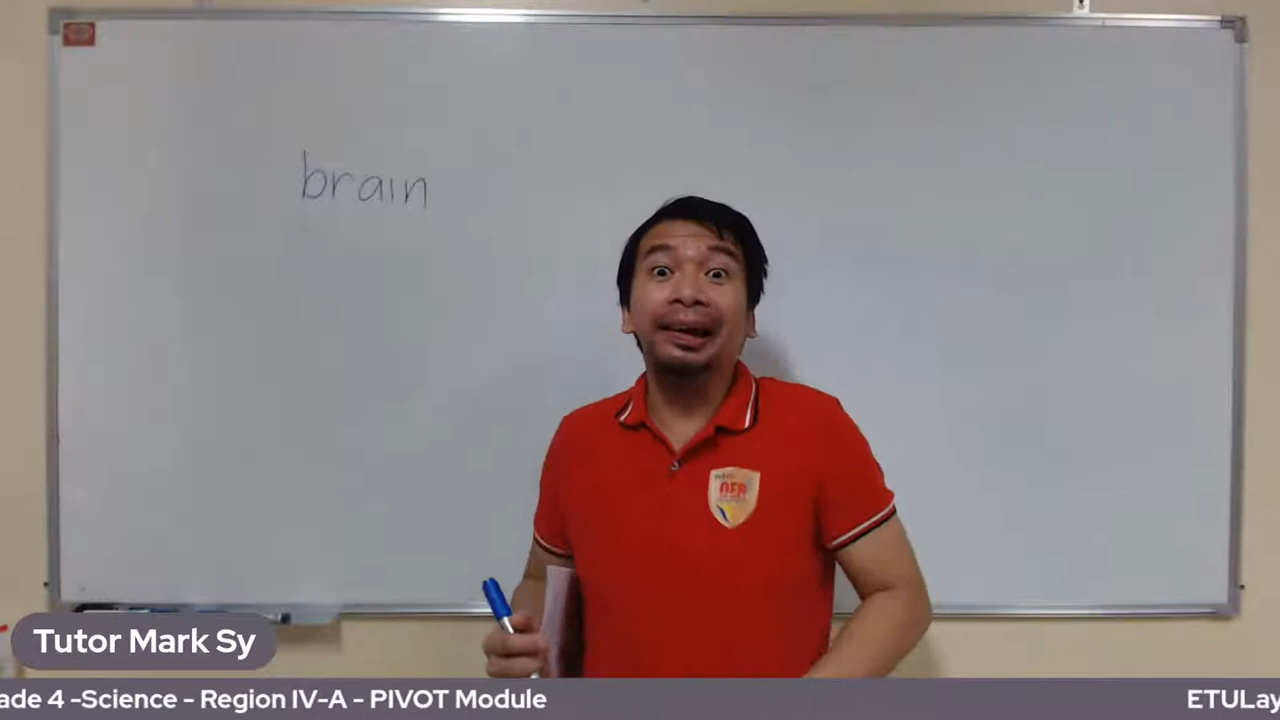 brain
Tutor Mark Sy
ade 4 -Science - Region IV-A - PIVOT Module
ETULay